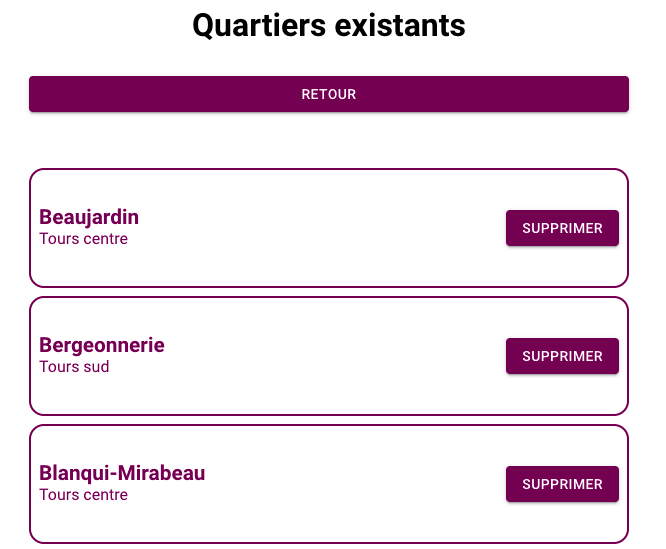 Quartiers existants
RETOUR
Beaujardin
Tours centre
SUPPRIMER
Bergeonnerie
Tours sud
SUPPRIMER
Blanqui-Mirabeau
Tours centre
SUPPRIMER